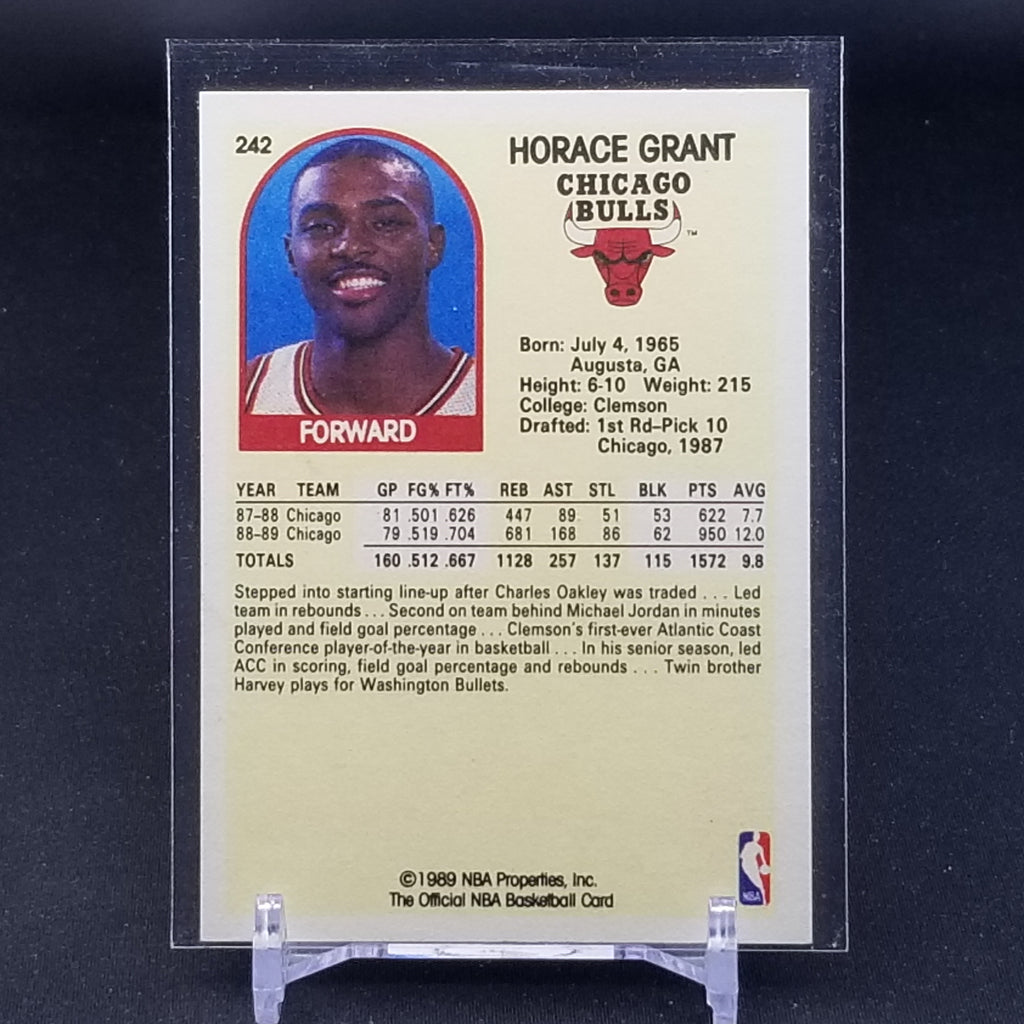 242
HORACE GRANT
CHICAGO
BULLS
TM
FORWARD
Born: July 4, 1965
Augusta, GA
Height: 6-10 Weight: 215
College: Clemson
Drafted: 1st Rd–Pick 10
Chicago, 1987
YEAR TEAM GP FG% FT% REB AST STL BLK PTS AVG
87–88 Chicago 81 .501 .626 447 89 51 53 622 7.7
88–89 Chicago 79 .519 .704 681 168 86 62 950 12.0
TOTALS 160 .512 .667 1128 257 137 115 1572 9.8
Stepped into starting line-up after Charles Oakley was traded . . . Led
team in rebounds . . . Second on team behind Michael Jordan in minutes
played and field goal percentage . . . Clemson's first-ever Atlantic Coast
Conference player-of-the-year in basketball . . . In his senior season, led
ACC in scoring, field goal percentage and rebounds . . . Twin brother
Harvey plays for Washington Bullets.
©1989 NBA Properties, Inc.
The Official NBA Basketball Card
NBA